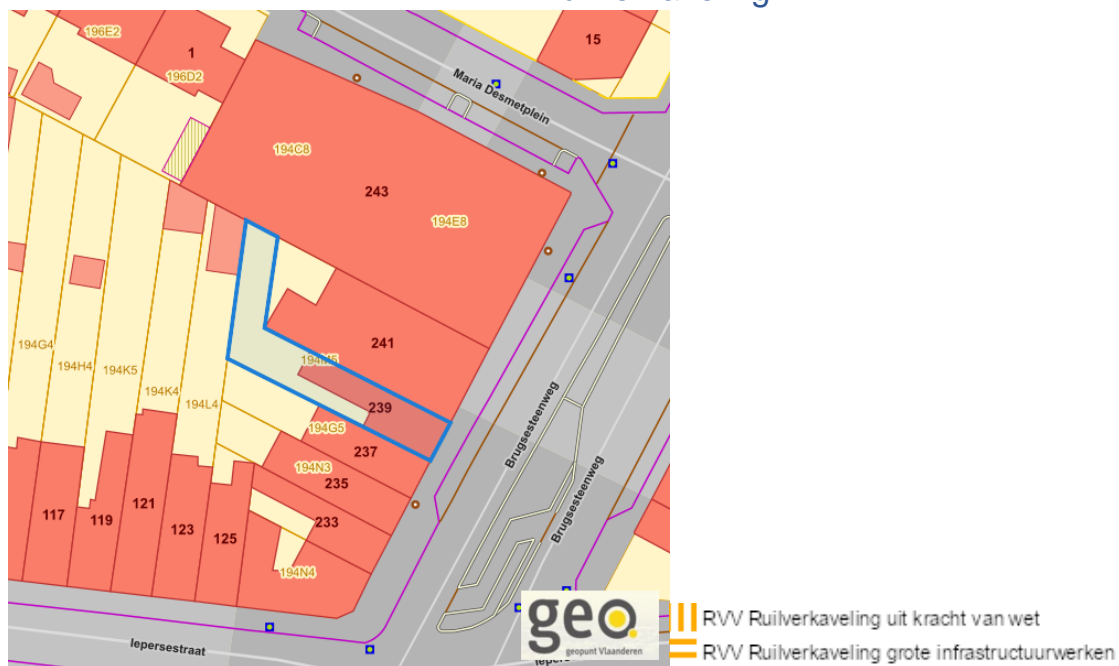 196E2
1
15
196D2
Maria Desmetplein
194C8
243
194E8
194G4
241
194M5
194H4
194K5
194K4
194L4
239
Brugsesteenweg
194G5
237
194N3
235
Brugsesteenweg
121
117
119
123
125
233
194N4
Iepersestraat
geo
geopunt Vlaanderen
RVV Ruilverkaveling uit kracht van wet
RVV Ruilverkaveling grote infrastructuurwerken